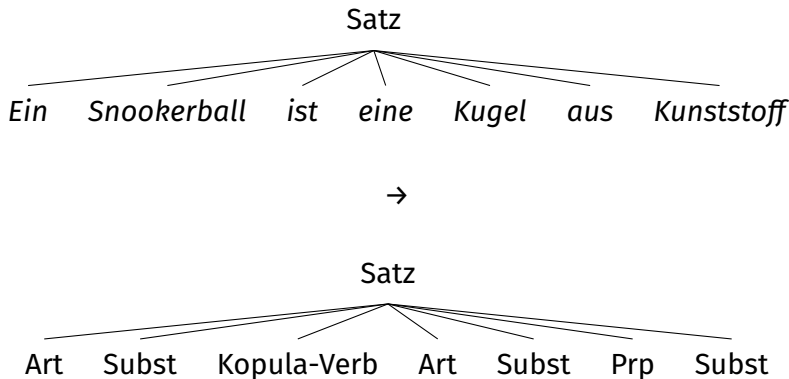 Satz
Ein Snookerball ist eine Kugel aus Kunststoff
→
Satz
Art Subst Kopula-Verb Art Subst Prp Subst